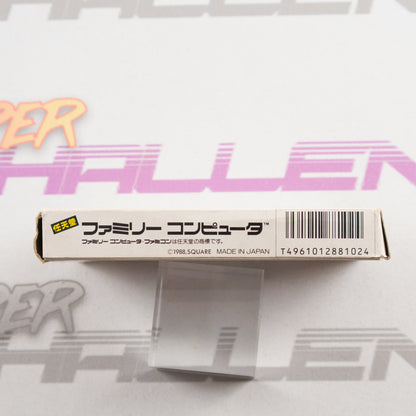 PER
HALLEN
任天堂
ファミリー コンピュータ™
ファミリー コンピュータ・ファミコンは任天堂の商標です。
©1988, SQUARE MADE IN JAPAN
T4961012881024
PER
HALLEN